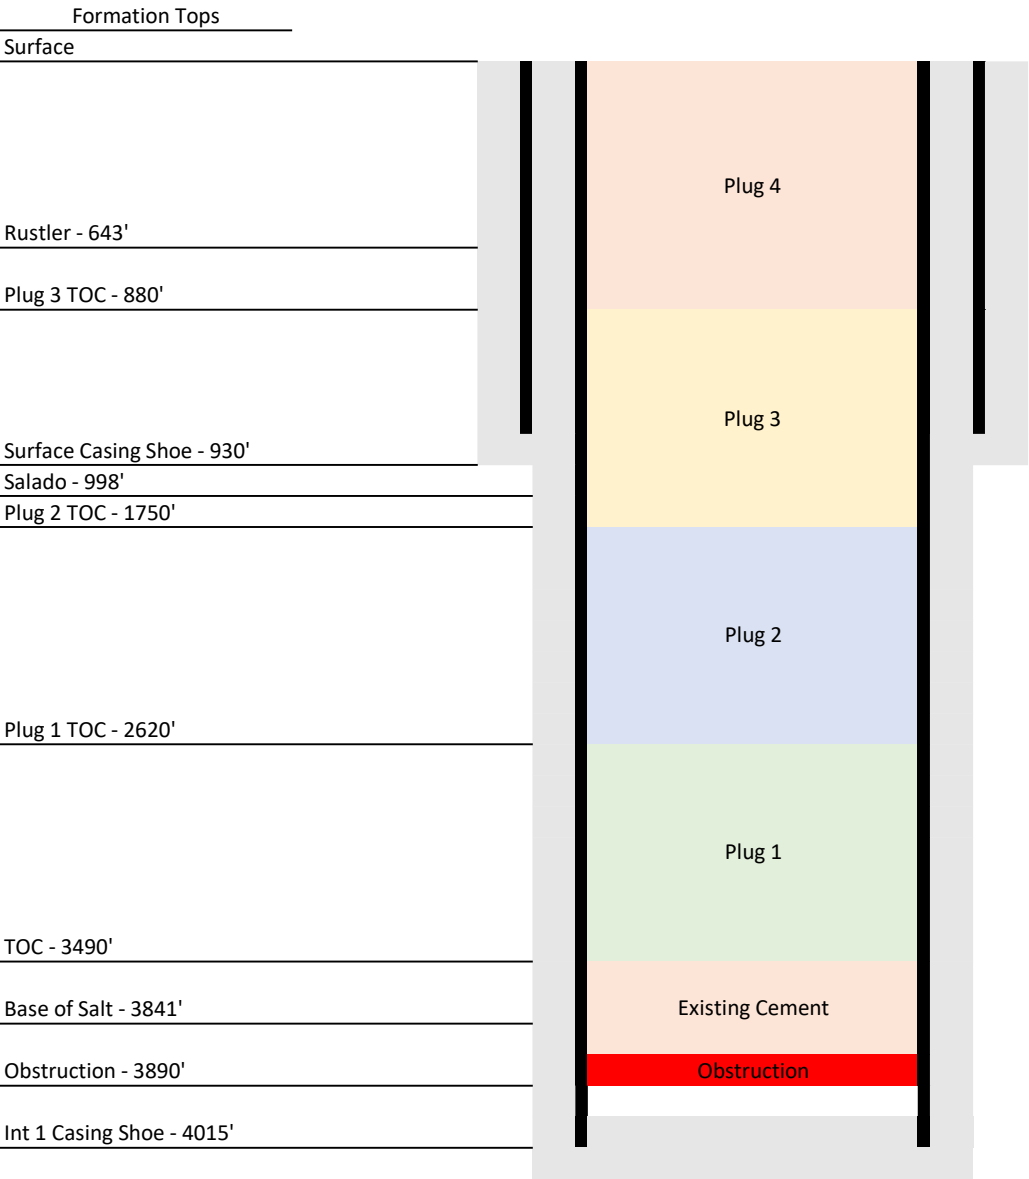 Formation Tops
Surface
Plug 4
Rustler - 643'
Plug 3 TOC - 880'
Plug 3
Surface Casing Shoe - 930'
Salado - 998'
Plug 2 TOC - 1750'
Plug 2
Plug 1 TOC - 2620'
Plug 1
TOC - 3490'
Base of Salt - 3841'
Existing Cement
Obstruction - 3890'
Obstruction
Int 1 Casing Shoe - 4015'